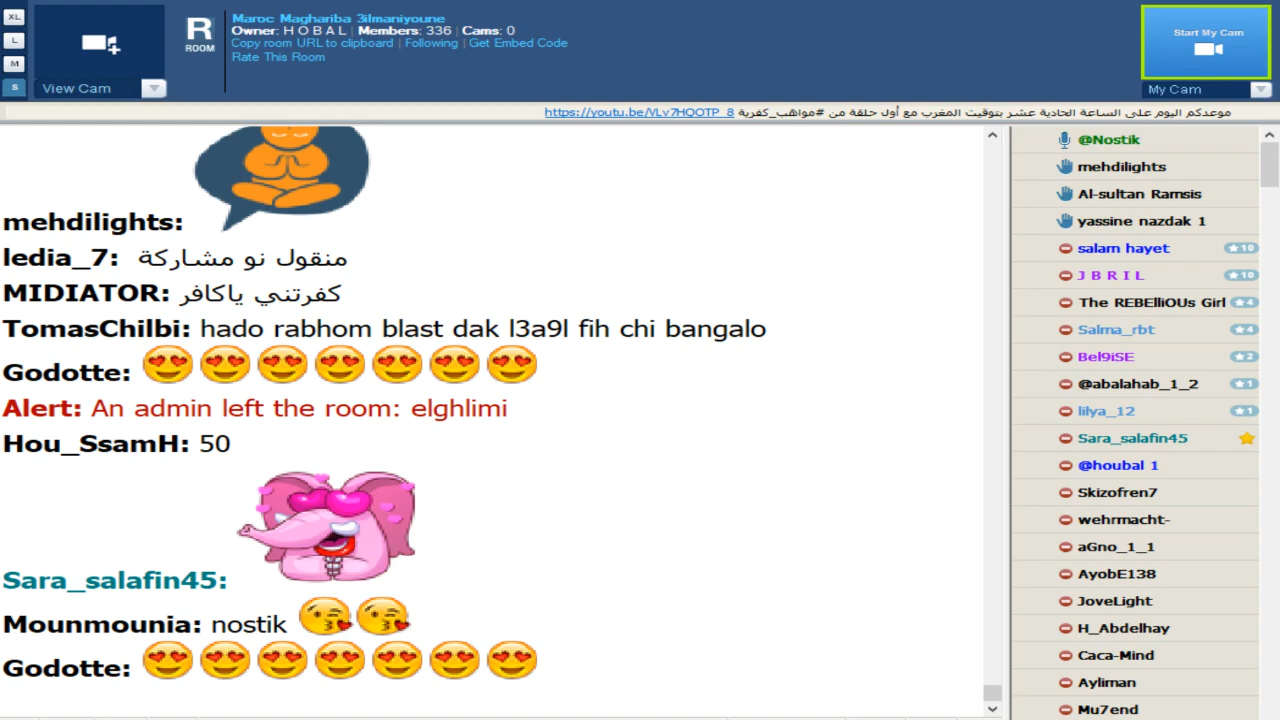 XL
L
M
S
View Cam
R
ROOM
Maroc Maghariba 3ilmaniyoune
Owner: H O B A L | Members: 336 | Cams: 0
Copy room URL to clipboard | Following | Get Embed Code
Rate This Room
Start My Cam
My Cam
موعدكم اليوم على الساعة الحادية عشر بتوقيت المغرب مع أول حلقة من #مواهب_كفرية https://youtu.be/VLv7HQOTP_8
mehdilights:
ledia_7: منقول نو مشاركة
MIDIATOR: كفرتني ياكافر
TomasChilbi: hado rabhom blast dak l3a9l fih chi bangalo
Godotte:
Alert: An admin left the room: elghlimi
Hou_SsamH: 50
Sara_salafin45:
Mounmounia: nostik
Godotte:
@Nostik
mehdilights
Al-sultan Ramsis
yassine nazdak 1
salam hayet 10
J B R I L 10
The REBElliOUs Girl 4
Salma_rbt 4
Bel9iSE 2
@abalahab_1_2 1
lilya_12 1
Sara_salafin45
@houbal 1
Skizofren7
wehrmacht-
aGno_1_1
AyobE138
JoveLight
H_Abdelhay
Caca-Mind
Ayliman
Mu7end